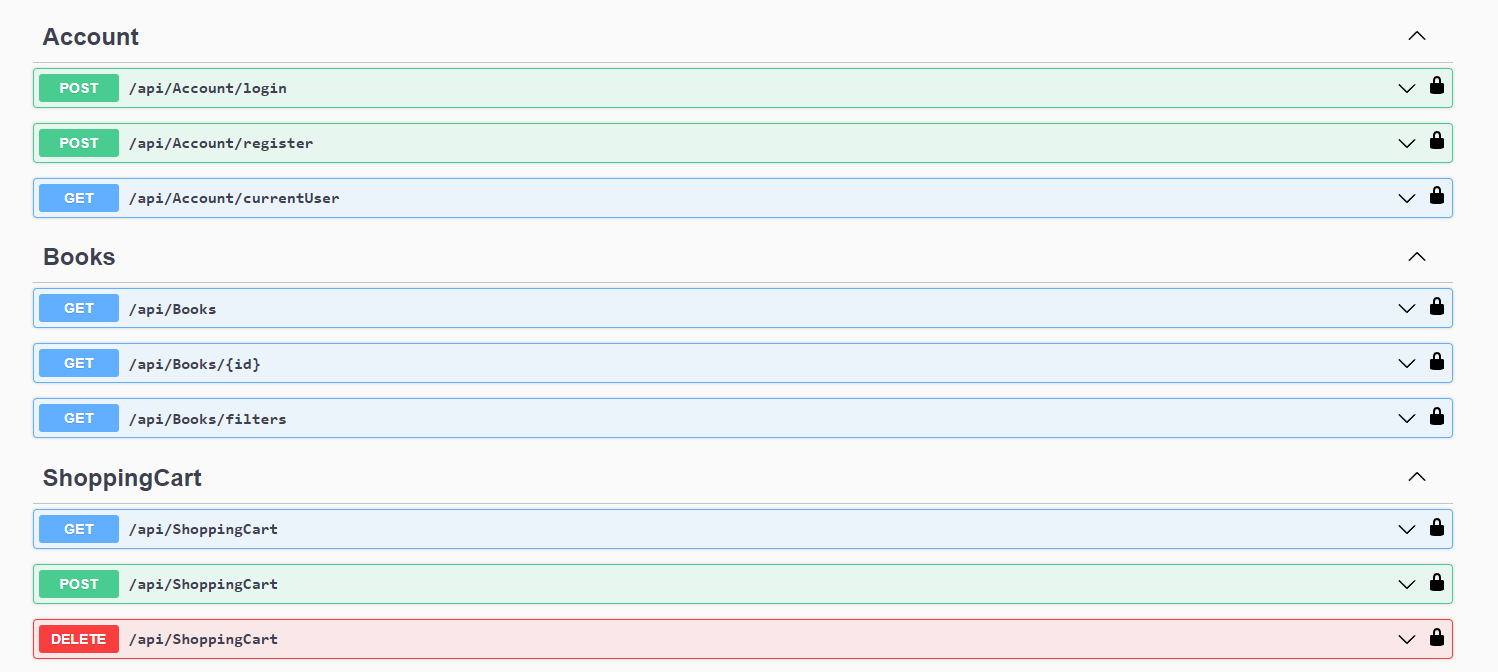 Account
POST /api/Account/login
POST /api/Account/register
GET /api/Account/currentUser
Books
GET /api/Books
GET /api/Books/{id}
GET /api/Books/filters
ShoppingCart
GET /api/ShoppingCart
POST /api/ShoppingCart
DELETE /api/ShoppingCart